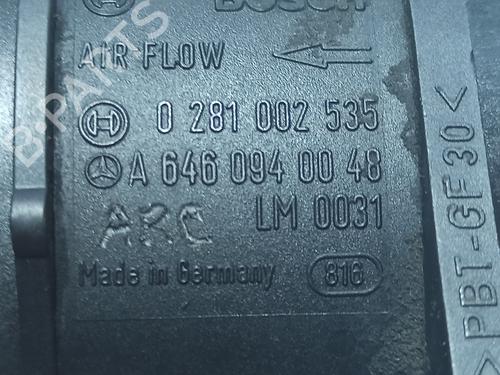 Bosch
AIR FLOW
0 281 002 535
A 646 094 00 48
ARC LM 0031
Made in Germany 816
>PBT-GF30<
B-PARTS